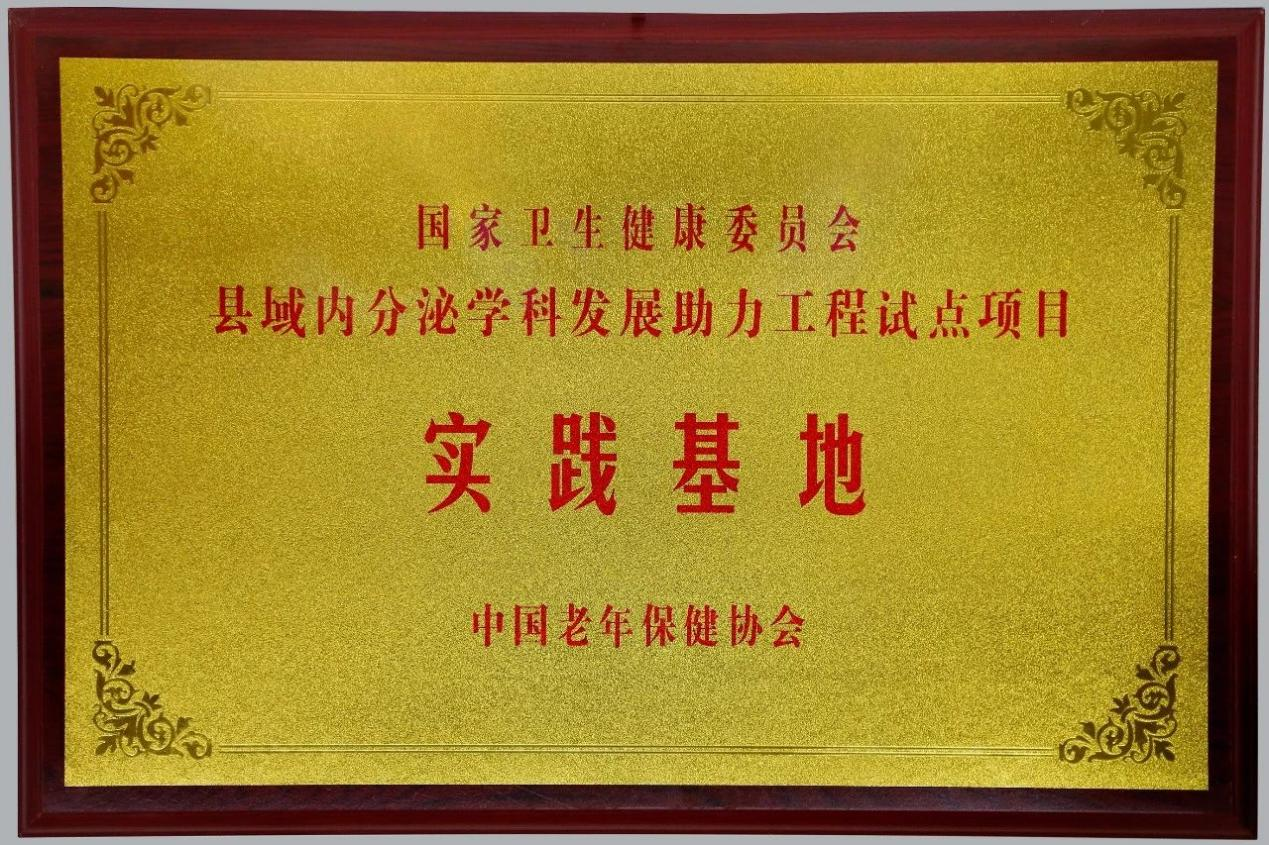 国家卫生健康委员会
县域内分泌学科发展助力工程试点项目
实践基地
中国老年保健协会